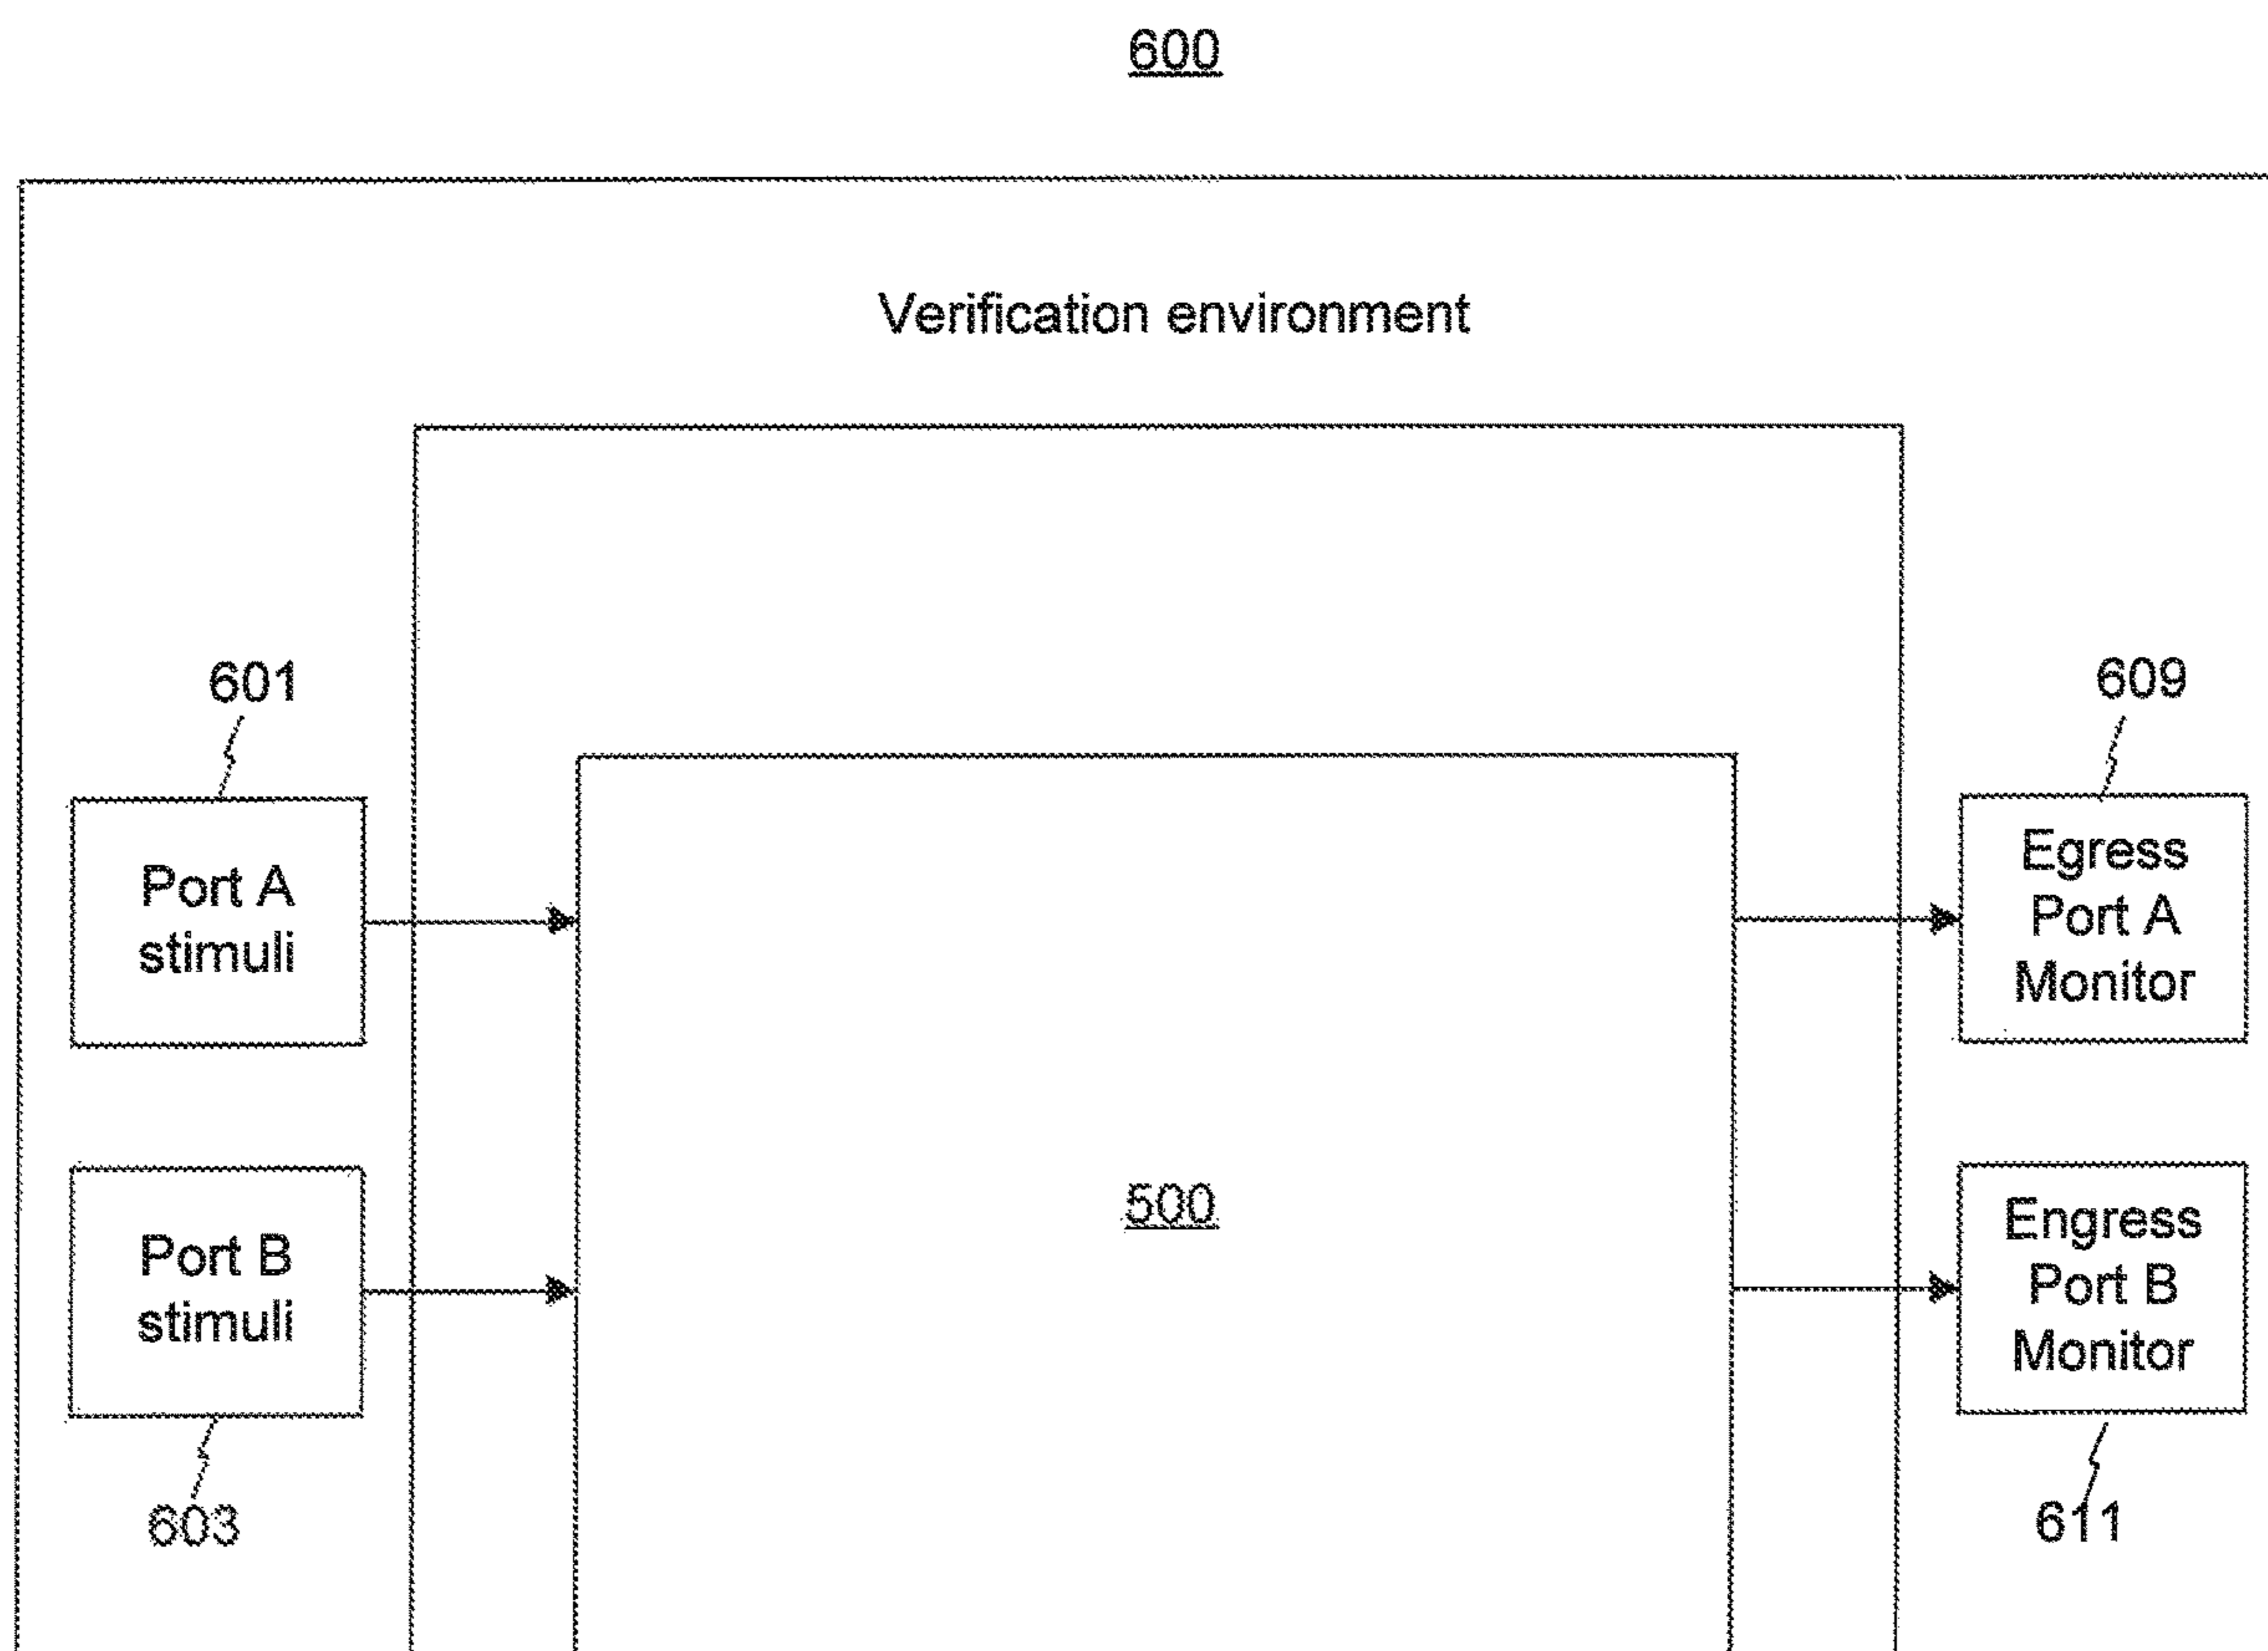 600
Verification environment
601
609
Port A
stimuli
Egress
Port A
Monitor
Port B
stimuli
500
Engress
Port B
Monitor
603
611